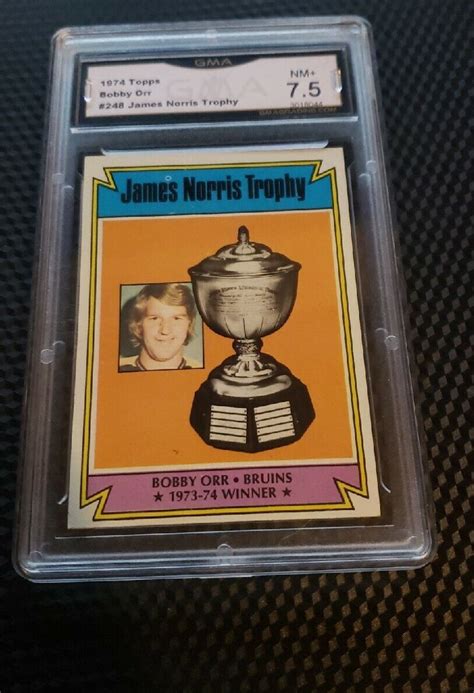 GMA
1974 Topps
Bobby Orr
#248 James Norris Trophy
NM+
7.5
James Norris Trophy
BOBBY ORR • BRUINS
★ 1973-74 WINNER ★